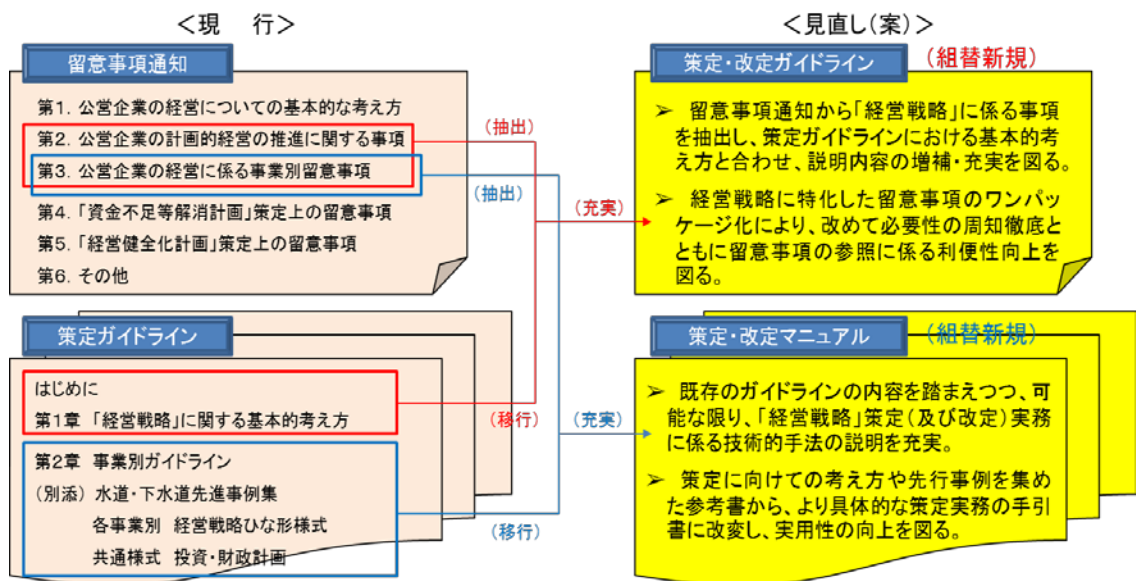 ＜現　行＞
留意事項通知
第１．公営企業の経営についての基本的な考え方
第２．公営企業の計画的経営の推進に関する事項
第３．公営企業の経営に係る事業別留意事項
第４．「資金不足等解消計画」策定上の留意事項
第５．「経営健全化計画」策定上の留意事項
第６．その他
策定ガイドライン
はじめに
第１章 「経営戦略」に関する基本的考え方
第２章 事業別ガイドライン
（別添） 水道・下水道先進事例集
各事業別 経営戦略ひな形様式
共通様式 投資・財政計画
（抽出）
（抽出）
（充実）
（移行）
（充実）
（移行）
＜見直し（案）＞
策定・改定ガイドライン
（組替新規）
➢ 留意事項通知から「経営戦略」に係る事項
を抽出し、策定ガイドラインにおける基本的考
え方と合わせ、説明内容の増補・充実を図る。
➢ 経営戦略に特化した留意事項のワンパッ
ケージ化により、改めて必要性の周知徹底と
ともに留意事項の参照に係る利便性向上を
図る。
策定・改定マニュアル
（組替新規）
➢ 既存のガイドラインの内容を踏まえつつ、可
能な限り、「経営戦略」策定（及び改定）実務
に係る技術的手法の説明を充実。
➢ 策定に向けての考え方や先行事例を集め
た参考書から、より具体的な策定実務の手引
書に改変し、実用性の向上を図る。